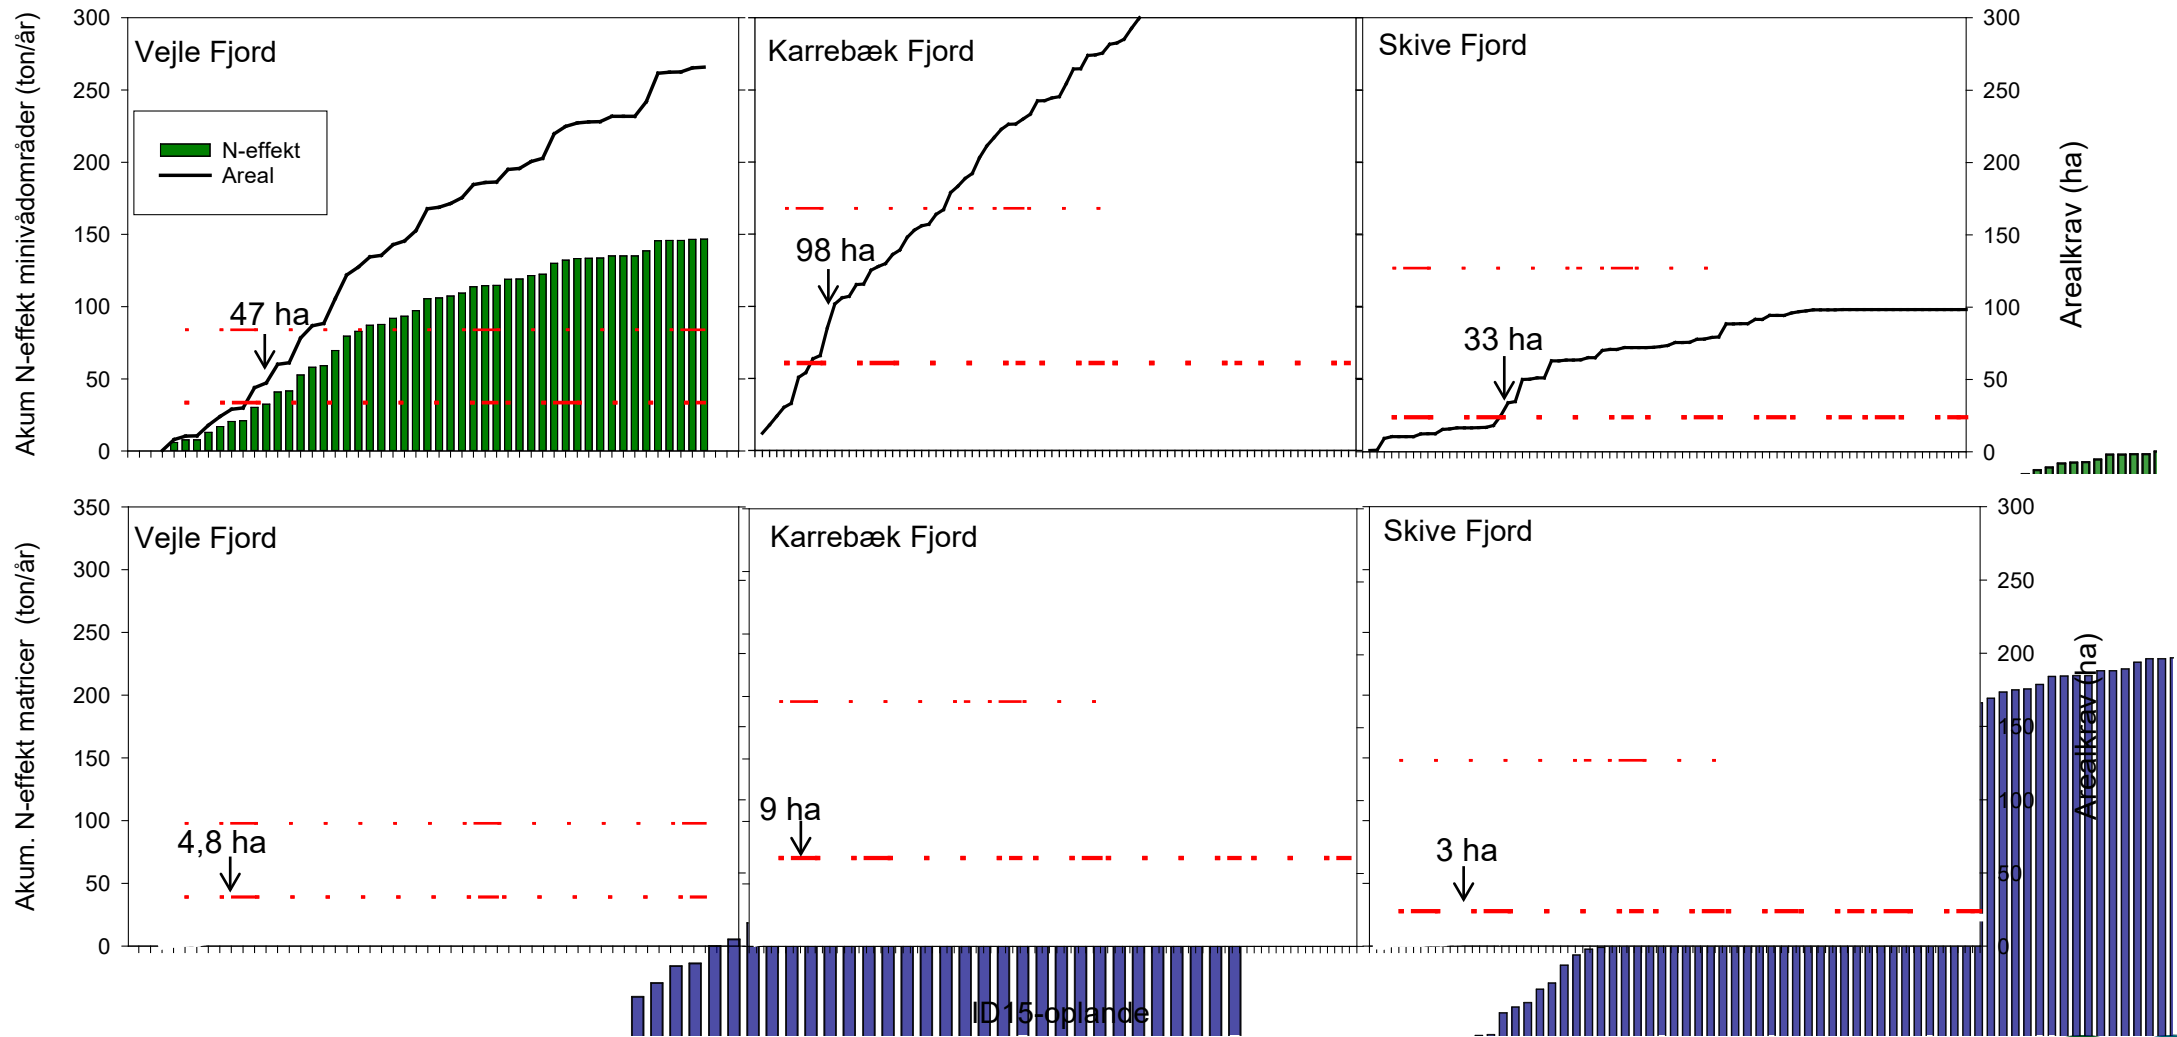 Akum N-effekt minivådområder (ton/år)
300
250
200
150
100
50
0
Vejle Fjord
N-effekt
Areal
47 ha
Karrebæk Fjord
98 ha
Skive Fjord
33 ha
300
250
200
150
100
50
0
Arealkrav (ha)
Akum. N-effekt matricer (ton/år)
350
300
250
200
150
100
50
0
Vejle Fjord
4,8 ha
Karrebæk Fjord
9 ha
Skive Fjord
3 ha
300
250
200
150
100
50
0
Arealkrav (ha)
ID15-oplande